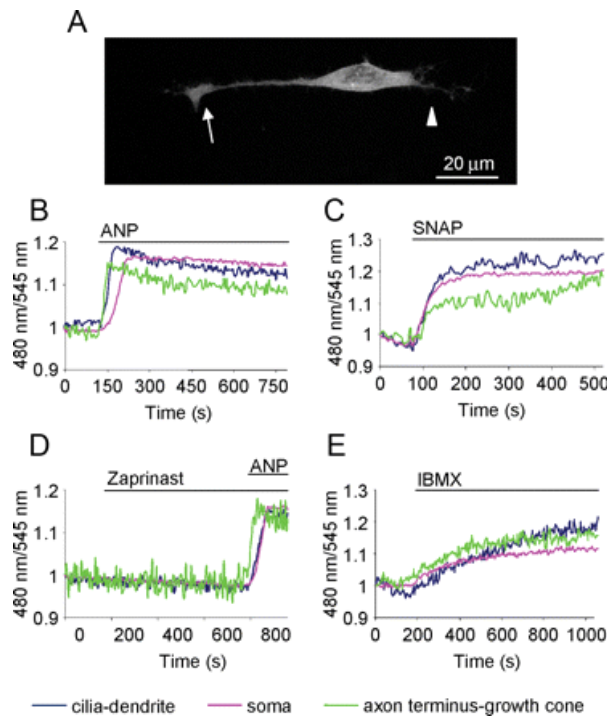 A
20 μm
B
ANP
480 nm/545 nm
1.2
1.1
1
0.9
0 150 300 450 600 750
Time (s)
C
SNAP
480 nm/545 nm
1.3
1.2
1.1
1
0.9
0 100 200 300 400 500
Time (s)
D
ANP
Zaprinast
480 nm/545 nm
1.2
1.1
1
0.9
0 200 400 600 800
Time (s)
E
IBMX
480 nm/545 nm
1.3
1.2
1.1
1
0.9
0 200 400 600 800 1000
Time (s)
cilia-dendrite soma axon terminus-growth cone